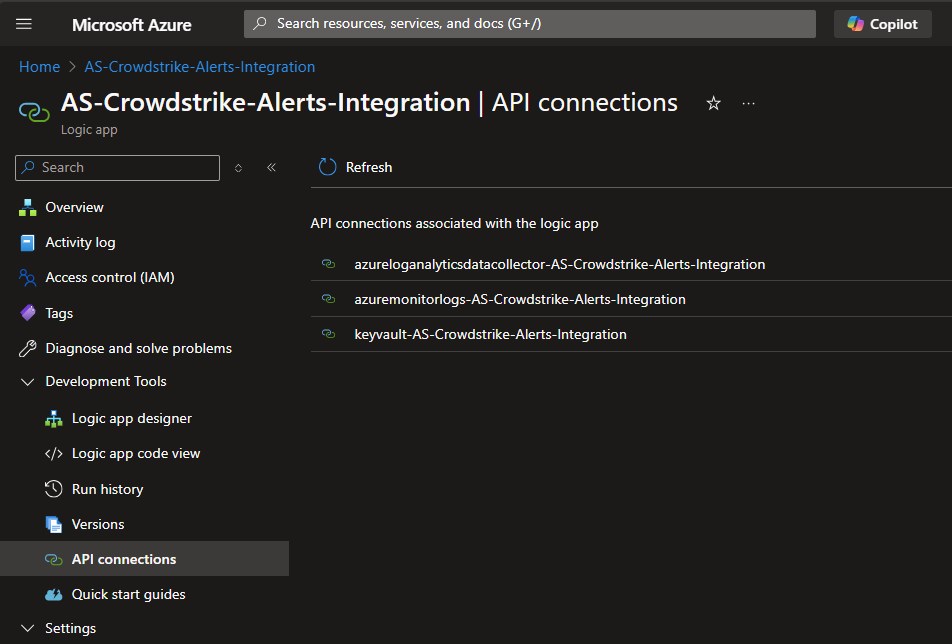 Microsoft Azure
Search resources, services, and docs (G+/)
Copilot
Home > AS-Crowdstrike-Alerts-Integration
AS-Crowdstrike-Alerts-Integration | API connections
Logic app
Search
Refresh
Overview
Activity log
Access control (IAM)
Tags
Diagnose and solve problems
Development Tools
Logic app designer
Logic app code view
Run history
Versions
API connections
Quick start guides
Settings
API connections associated with the logic app
azureloganalyticsdatacollector-AS-Crowdstrike-Alerts-Integration
azuremonitorlogs-AS-Crowdstrike-Alerts-Integration
keyvault-AS-Crowdstrike-Alerts-Integration